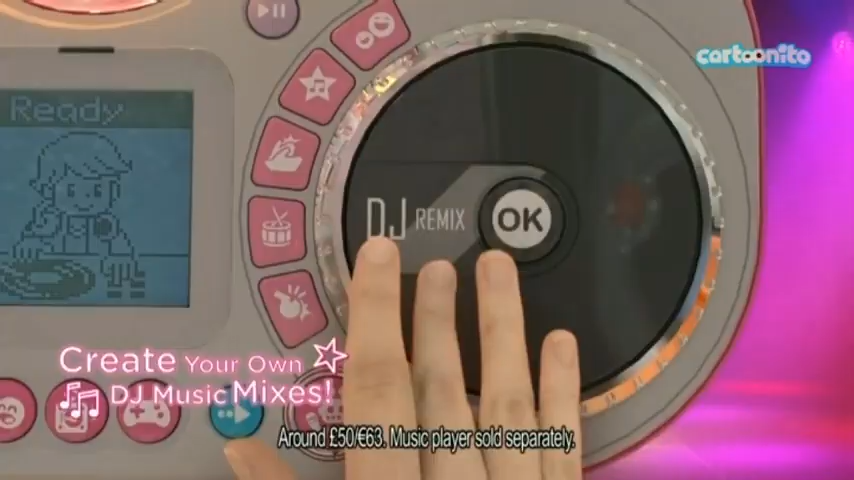 cartoonito
Ready
DJ REMIX
OK
Create Your Own
DJ Music Mixes!
Around £50/€63. Music player sold separately.